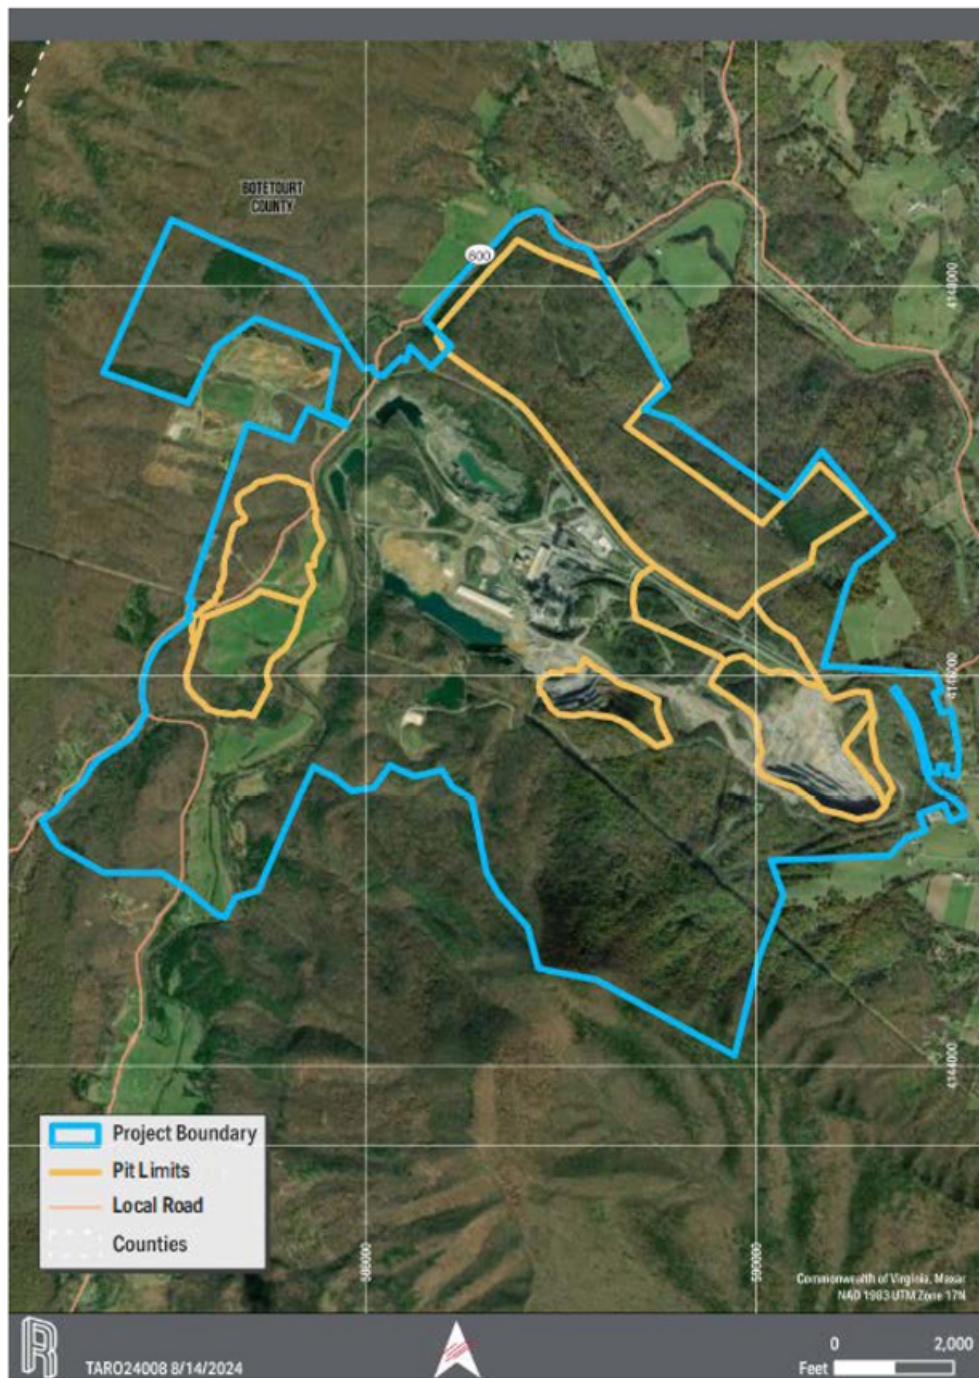 BOTETOURT
COUNTY
600
4148000
4146000
4144000
Project Boundary
Pit Limits
Local Road
Counties
590000
Commonwealth of Virginia, Maxar
NAD 1983 UTM Zone 17N
R
TARO24008 8/14/2024
0 2,000
Feet